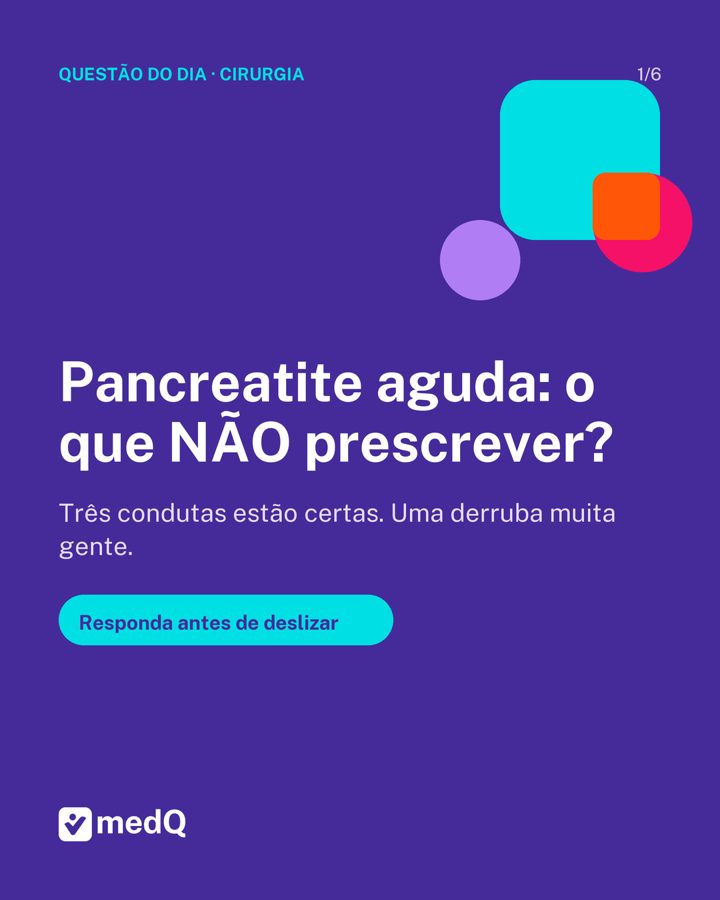 QUESTÃO DO DIA · CIRURGIA
1/6
Pancreatite aguda: o
que NÃO prescrever?
Três condutas estão certas. Uma derruba muita
gente.
Responda antes de deslizar
medQ